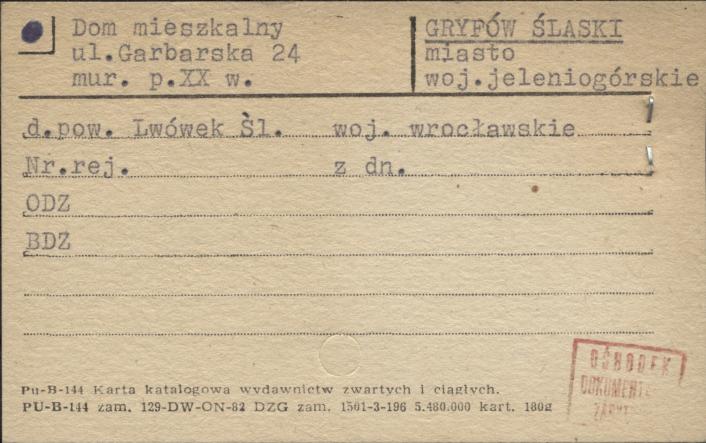 Dom mieszkalny
ul.Garbarska 24
mur. p.XX w.
GRYFÓW ŚLASKI
miasto
woj.jeleniogórskie
d.pow. Lwówek Śl. woj. wrocławskie
Nr.rej. z dn.
ODZ
BDZ
Pu-B-144 Karta katalogowa wydawnictw zwartych i ciągłych.
PU-B-144 zam. 129-DW-ON-82 DZG zam. 1501-3-196 5.480.000 kart. 180g
OŚRODEK